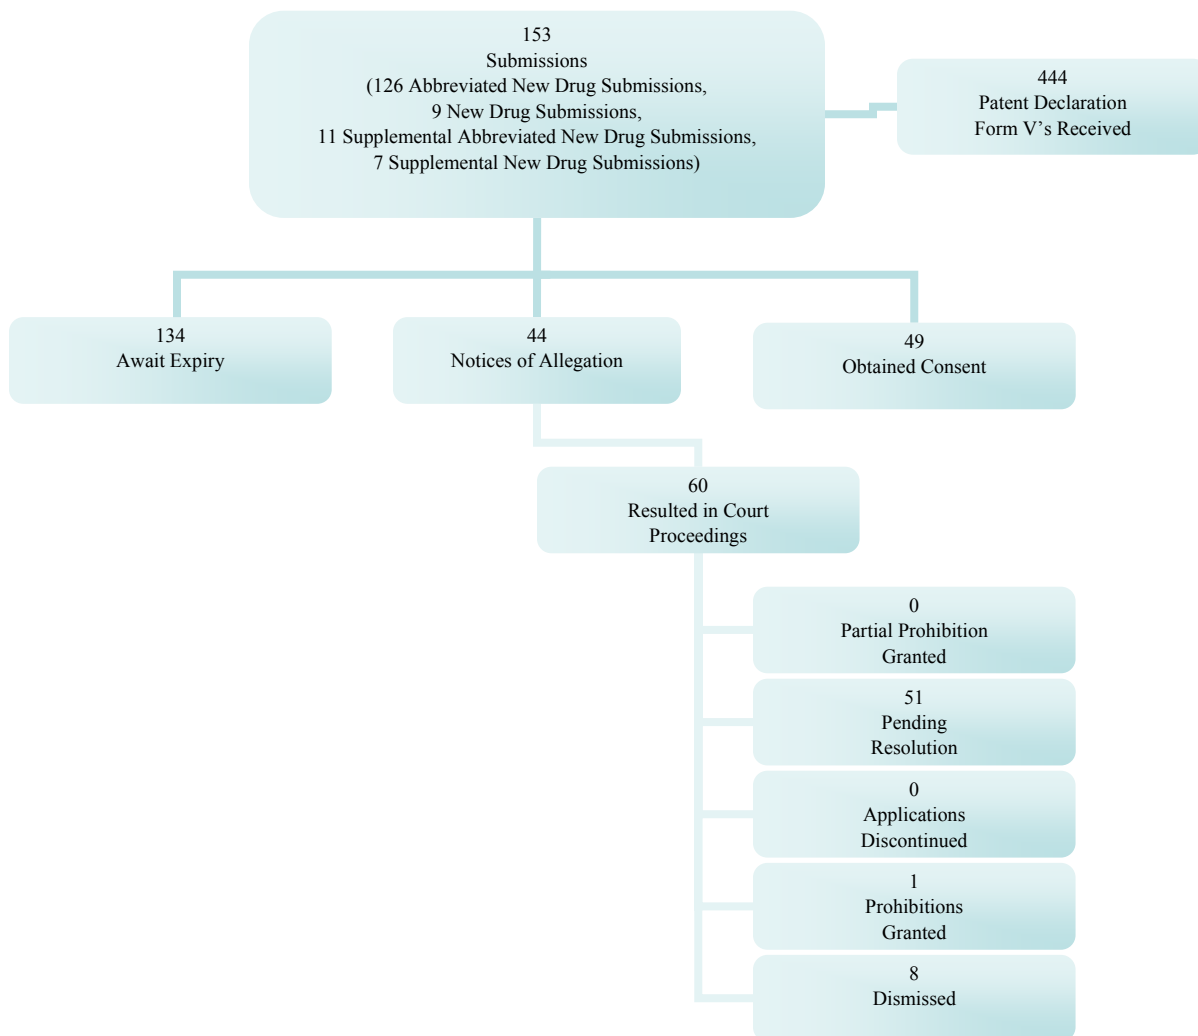 153
Submissions
(126 Abbreviated New Drug Submissions,
9 New Drug Submissions,
11 Supplemental Abbreviated New Drug Submissions,
7 Supplemental New Drug Submissions)
444
Patent Declaration
Form V's Received
134
Await Expiry
44
Notices of Allegation
49
Obtained Consent
60
Resulted in Court
Proceedings
0
Partial Prohibition
Granted
51
Pending
Resolution
0
Applications
Discontinued
1
Prohibitions
Granted
8
Dismissed